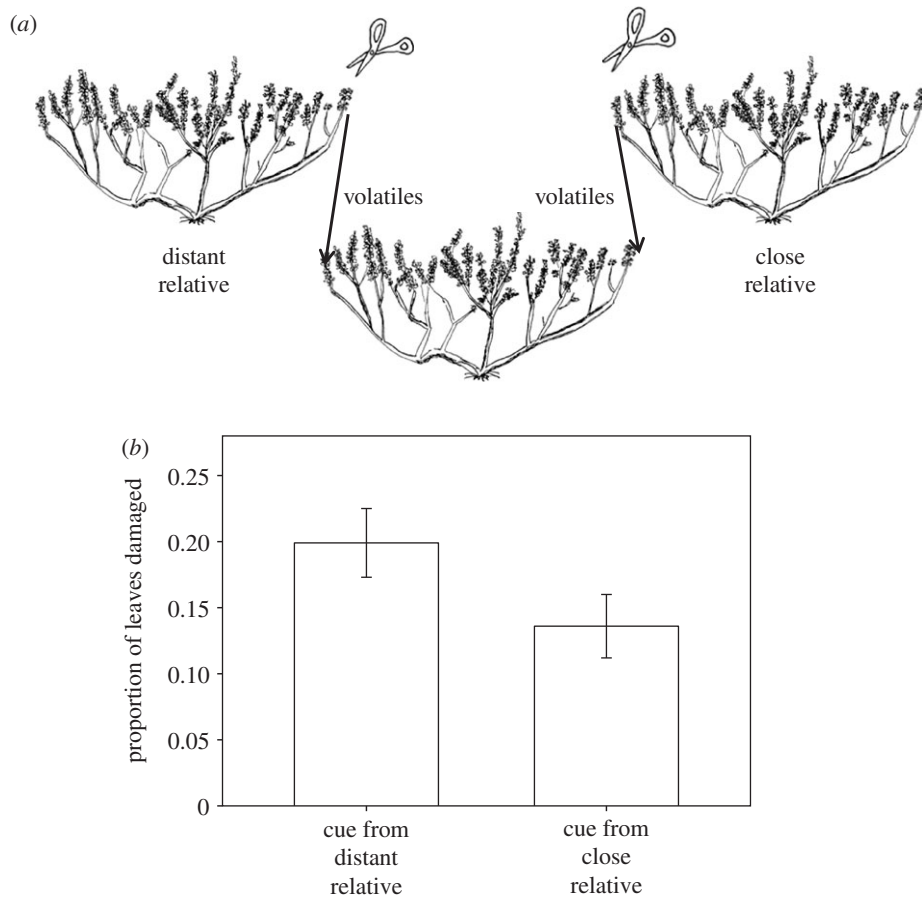 (a)
volatiles
volatiles
distant
relative
close
relative
(b)
proportion of leaves damaged
0.25
0.20
0.15
0.10
0.05
0
cue from
distant
relative
cue from
close
relative